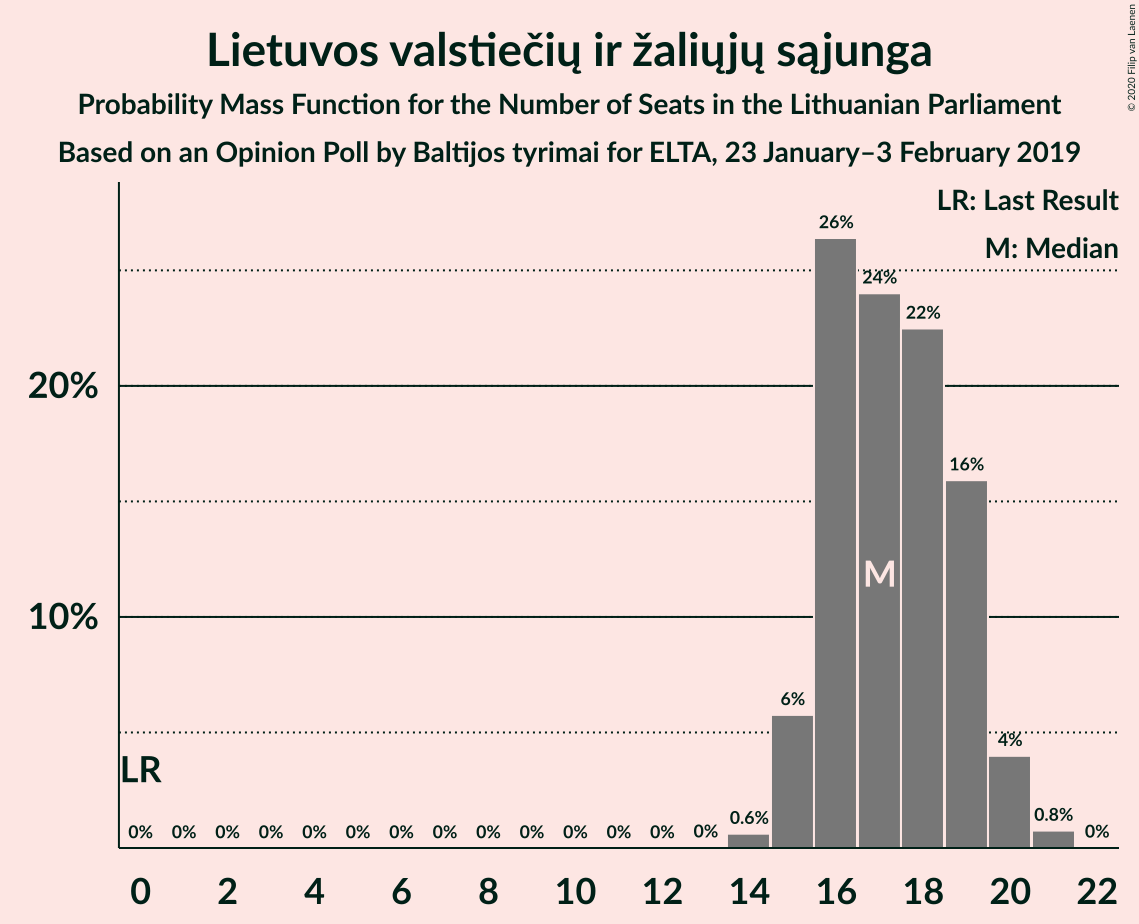 Lietuvos valstiečių ir žaliųjų sąjunga
Probability Mass Function for the Number of Seats in the Lithuanian Parliament
Based on an Opinion Poll by Baltijos tyrimai for ELTA, 23 January–3 February 2019
© 2020 Filip van Laenen
LR: Last Result
M: Median
26%
24%
22%
20%
16%
M
10%
6%
4%
LR
0% 0% 0% 0% 0% 0% 0% 0% 0% 0% 0% 0% 0% 0% 0.6% 0.8% 0%
0 2 4 6 8 10 12 14 16 18 20 22